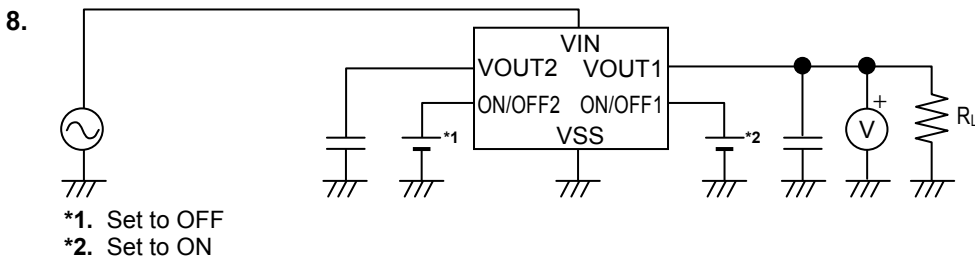 8.
VIN
VOUT2 VOUT1
ON/OFF2 ON/OFF1
*1 VSS *2
V + RL
*1. Set to OFF
*2. Set to ON